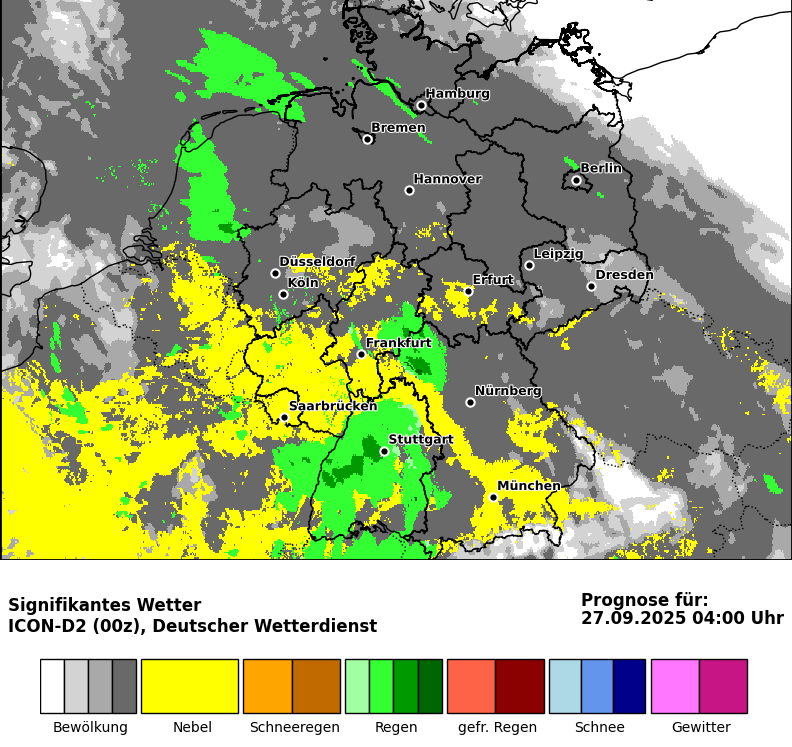 Hamburg
Bremen
Berlin
Hannover
Düsseldorf
Köln
Leipzig
Dresden
Erfurt
Frankfurt
Nürnberg
Saarbrücken
Stuttgart
München
Signifikantes Wetter
ICON-D2 (00z), Deutscher Wetterdienst
Prognose für:
27.09.2025 04:00 Uhr
Bewölkung
Nebel
Schneeregen
Regen
gefr. Regen
Schnee
Gewitter